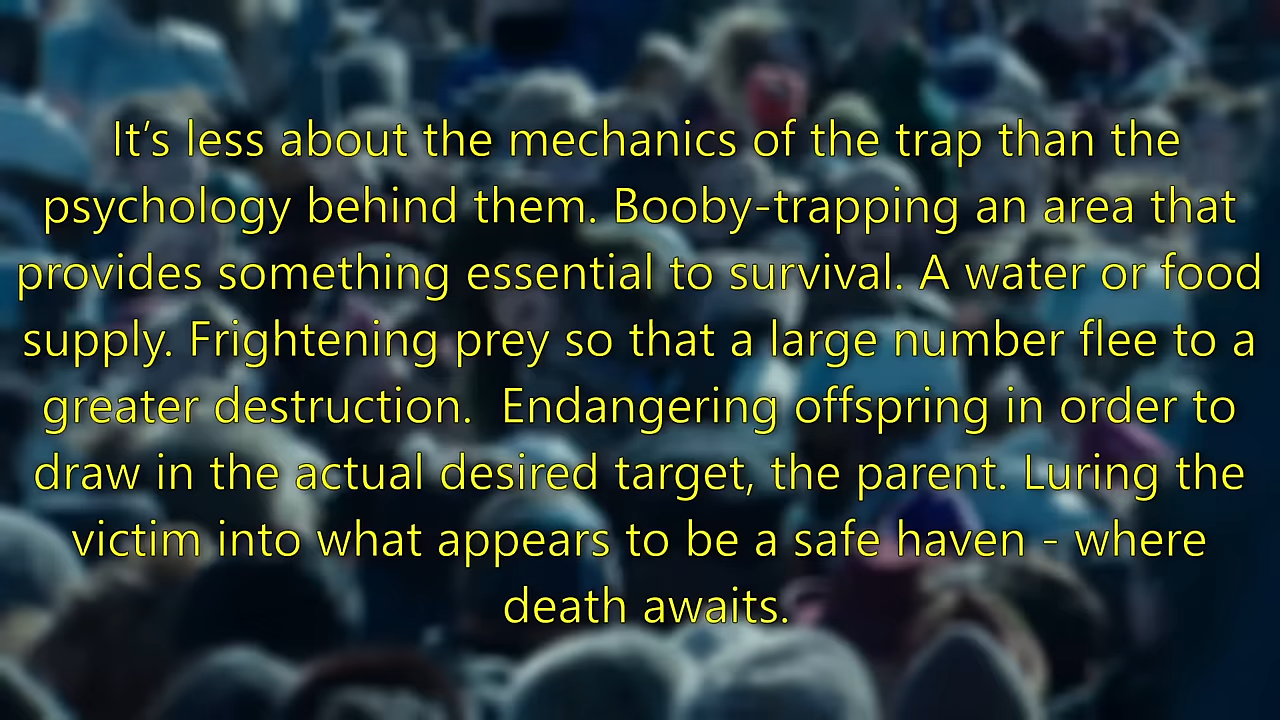 It’s less about the mechanics of the trap than the
psychology behind them. Booby-trapping an area that
provides something essential to survival. A water or food
supply. Frightening prey so that a large number flee to a
greater destruction.  Endangering offspring in order to
draw in the actual desired target, the parent. Luring the
victim into what appears to be a safe haven - where
death awaits.